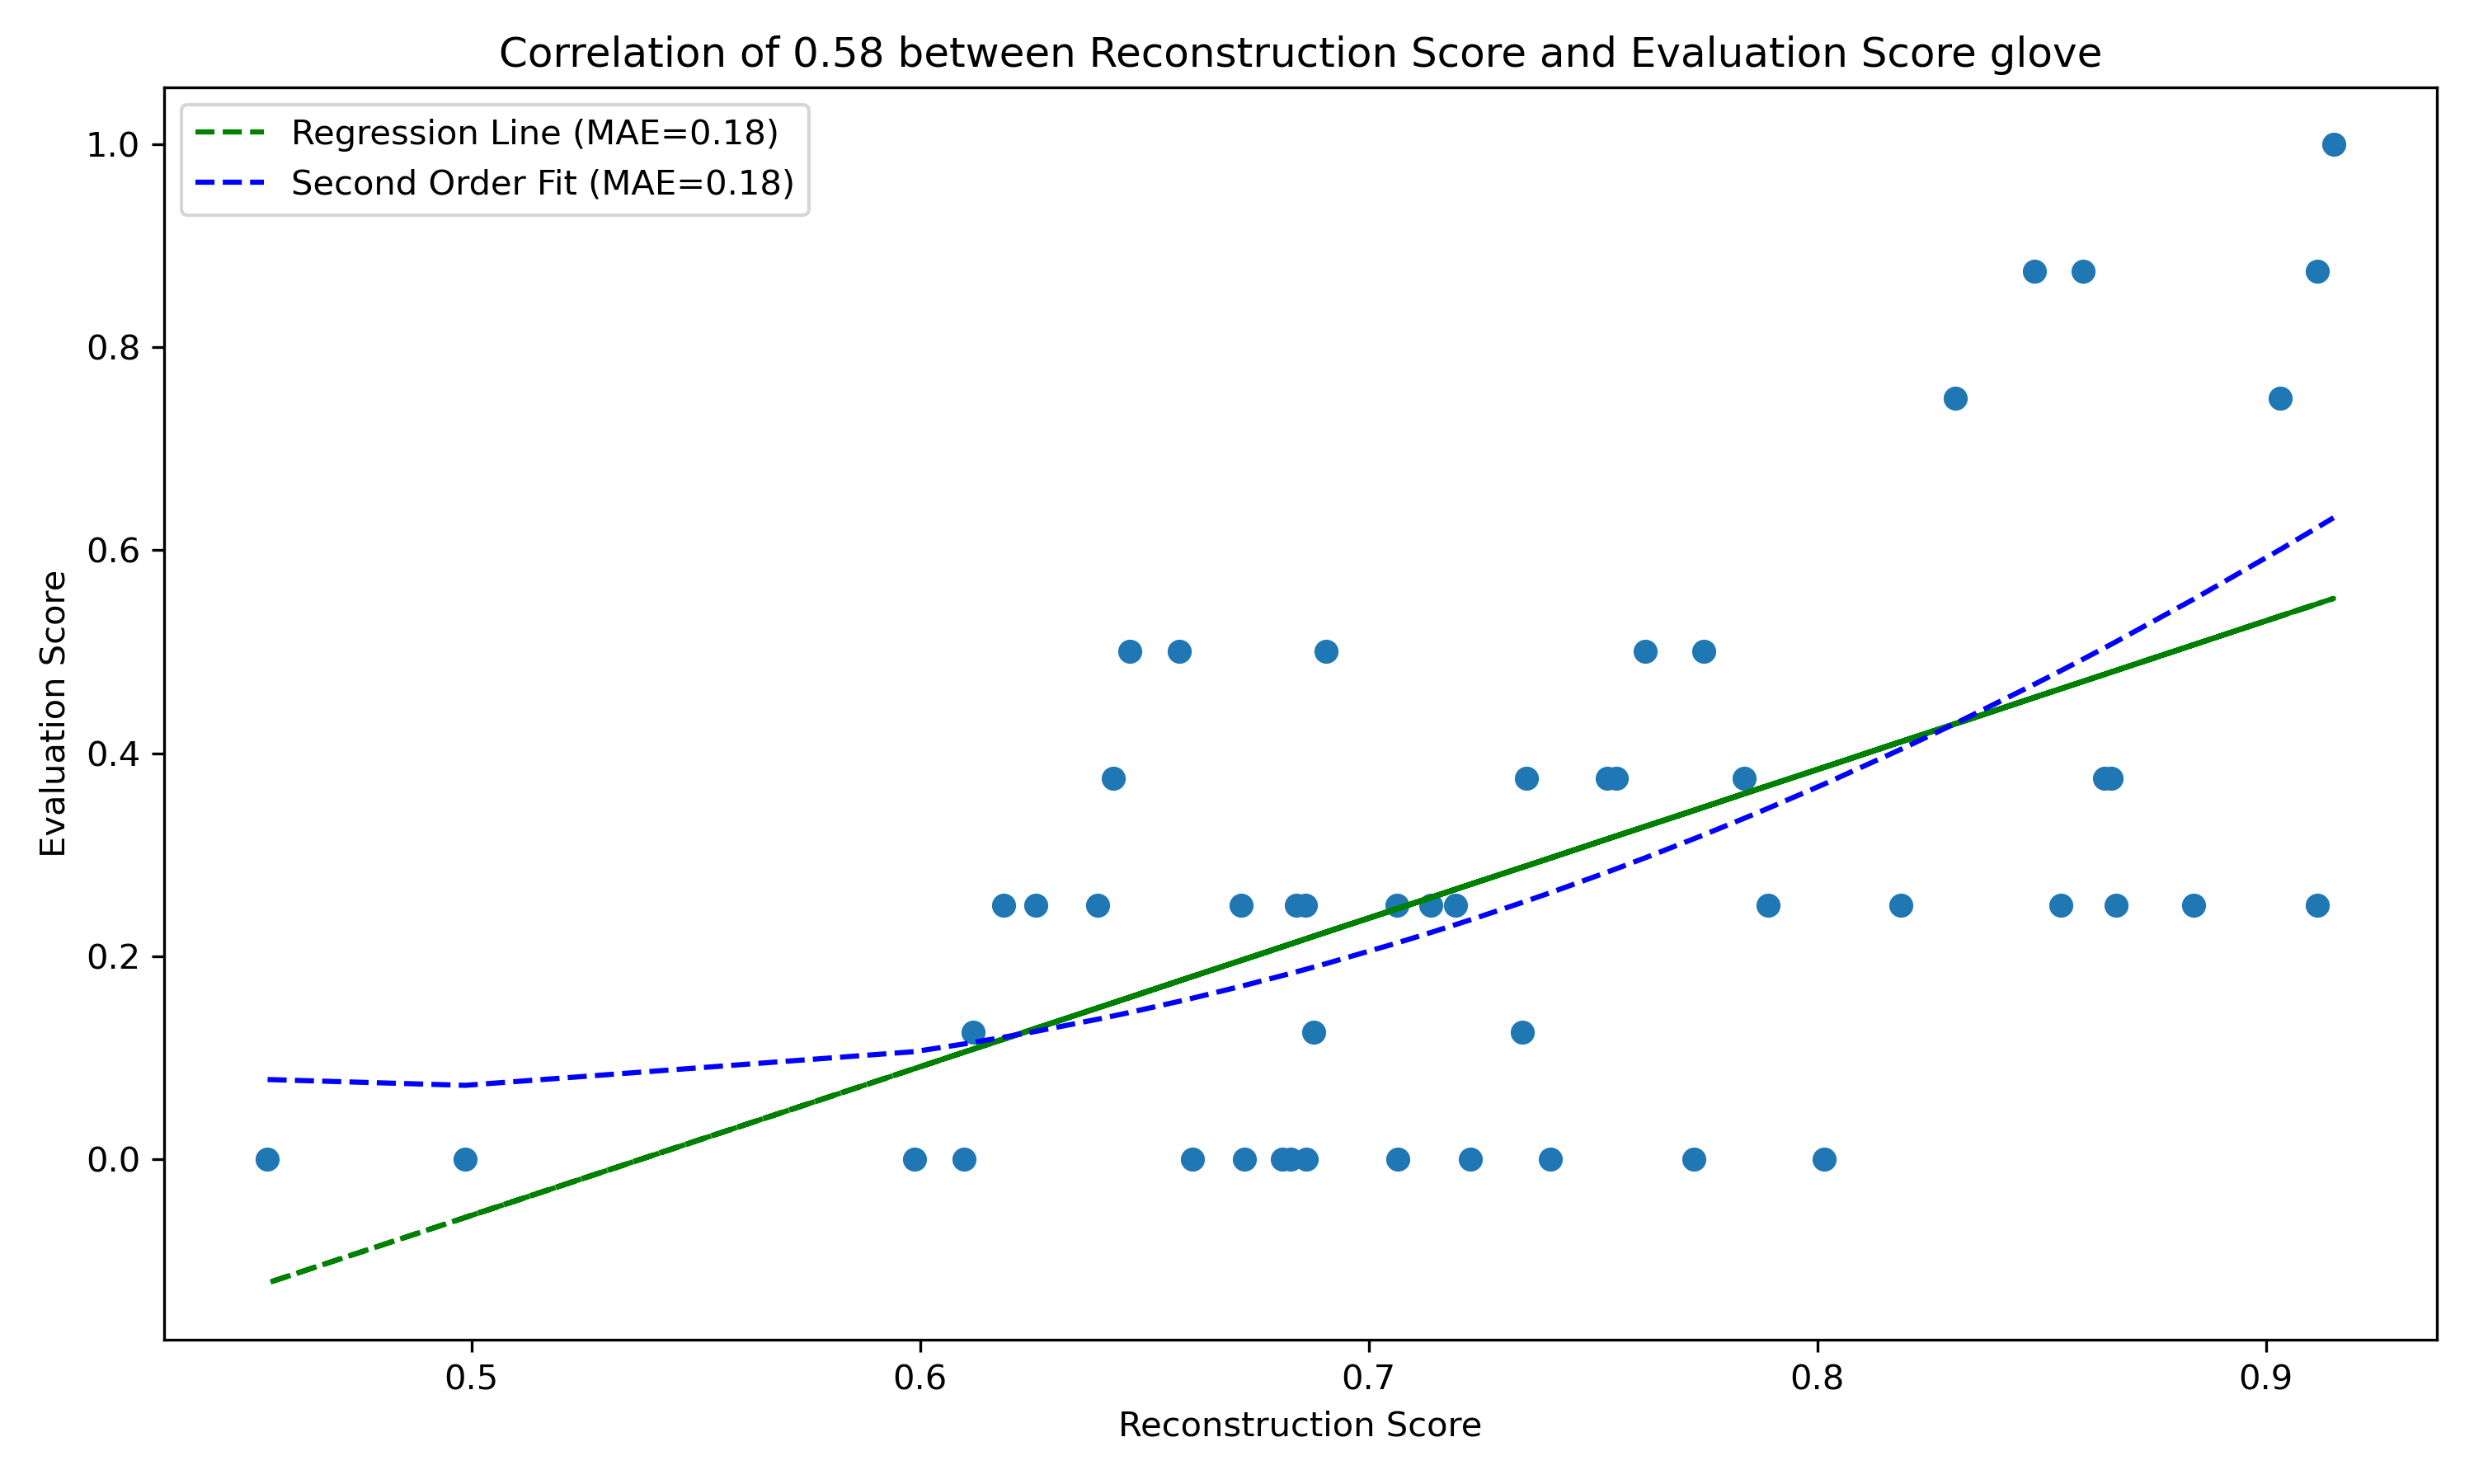 Correlation of 0.58 between Reconstruction Score and Evaluation Score glove
Regression Line (MAE=0.18)
Second Order Fit (MAE=0.18)
1.0
0.8
0.6
0.4
0.2
0.0
Evaluation Score
0.5 0.6 0.7 0.8 0.9
Reconstruction Score